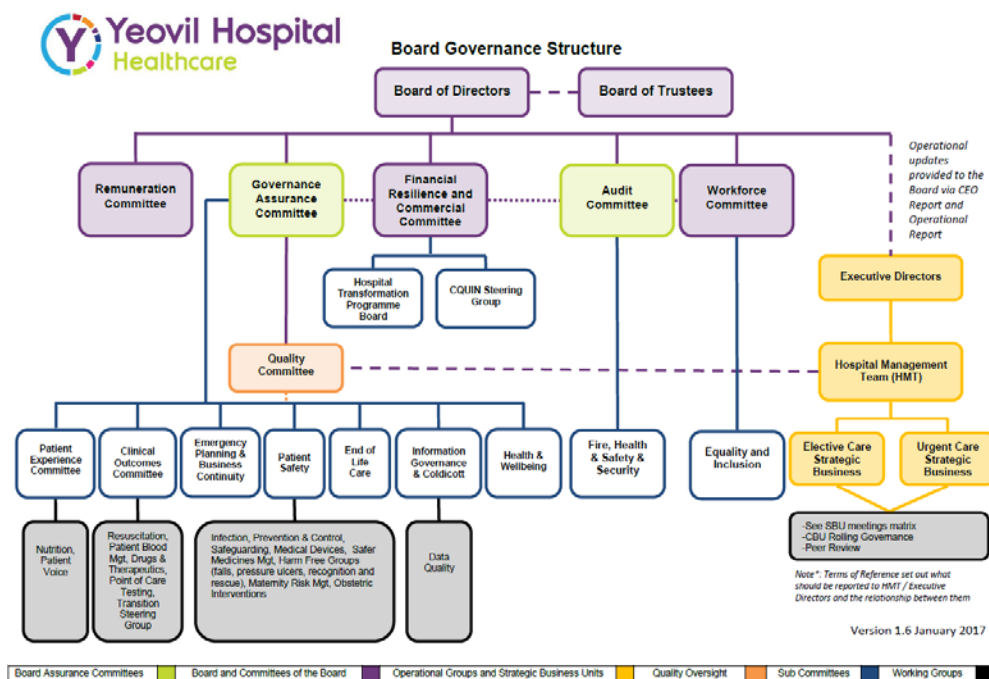 Yeovil Hospital
Healthcare
Board Governance Structure
Board of Directors
Board of Trustees
Remuneration
Committee
Governance
Assurance
Committee
Financial
Resilience and
Commercial
Committee
Audit
Committee
Workforce
Committee
Operational
updates
provided to the
Board via CEO
Report and
Operational
Report
Hospital
Transformation
Programme
Board
CQUIN Steering
Group
Executive Directors
Quality
Committee
Hospital Management
Team (HMT)
Patient
Experience
Committee
Clinical
Outcomes
Committee
Emergency
Planning &
Business
Continuity
Patient
Safety
End of
Life
Care
Information
Governance
& Coldicott
Health &
Wellbeing
Fire, Health
& Safety &
Security
Equality and
Inclusion
Elective Care
Strategic
Business
Urgent Care
Strategic
Business
Nutrition,
Patient
Voice
Resuscitation,
Patient Blood
Mgt, Drugs &
Therapeutics,
Point of Care
Testing,
Transition
Steering
Group
Infection, Prevention & Control,
Safeguarding, Medical Devices, Safer
Medicines Mgt, Harm Free Groups
(falls, pressure ulcers, recognition and
rescue), Maternity Risk Mgt, Obstetric
Interventions
Data
Quality
-See SBU meetings matrix
-CBU Rolling Governance
-Peer Review
Note*: Terms of Reference set out what
should be reported to HMT / Executive
Directors and the relationship between them
Version 1.6 January 2017
Board Assurance Committees
Board and Committees of the Board
Operational Groups and Strategic Business Units
Quality Oversight
Sub Committees
Working Groups